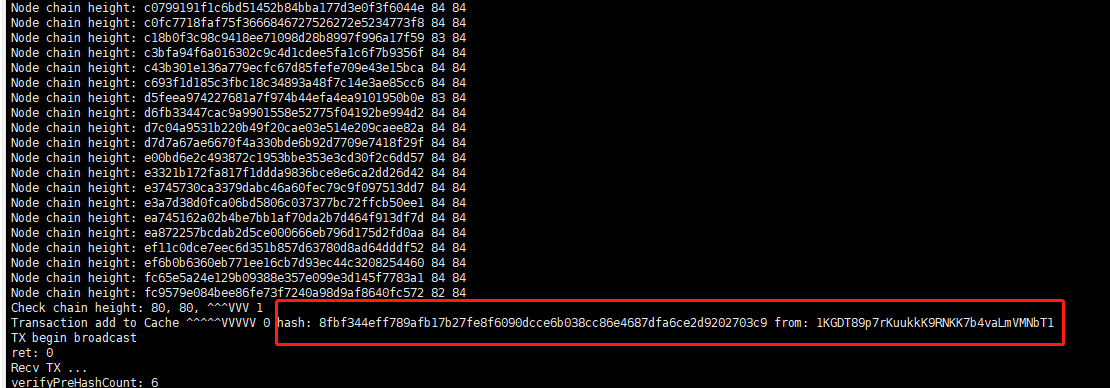 Node chain height: c0799191f1c6bd51452b84bba177d3e0f3f6044e 84 84
Node chain height: c0fc7718faf75f3666846727526272e5234773f8 84 84
Node chain height: c18b0f3c98c9418ee71098d28b8997f996a17f59 83 84
Node chain height: c3bfa94f6a016302c9c4d1cdee5fa1c6f7b9356f 84 84
Node chain height: c43b301e136a779ecfc67d85fefe709e43e15bca 84 84
Node chain height: c693f1d185c3fbc18c34893a48f7c14e3ae85cc6 84 84
Node chain height: d5feea974227681a7f974b44efa4ea9101950b0e 83 84
Node chain height: d6fb33447cac9a9901558e52775f04192be994d2 84 84
Node chain height: d7c04a9531b220b49f20cae03e514e209caee82a 84 84
Node chain height: d7d7a67ae6670f4a330bde6b92d7709e7418f29f 84 84
Node chain height: e00bd6e2c493872c1953bbe353e3cd30f2c6dd57 84 84
Node chain height: e3321b172fa817f1ddda9836bce8e6ca2dd26d42 84 84
Node chain height: e3745730ca3379dabc46a60fec79c9f097513dd7 84 84
Node chain height: e3a7d38d0fca06bd5806c037377bc72ffcb50ee1 84 84
Node chain height: ea745162a02b4be7bb1af70da2b7d464f913df7d 84 84
Node chain height: ea872257bcdab2d5ce000666eb796d175d2fd0aa 84 84
Node chain height: ef11c0dce7eec6d351b857d63780d8ad64dddf52 84 84
Node chain height: ef6b0b6360eb771ee16cb7d93ec44c3208254460 84 84
Node chain height: fc65e5a24e129b09388e357e099e3d145f7783a1 84 84
Node chain height: fc9579e084bee86fe73f7240a98d9af8640fc572 82 84
Check chain height: 80, 80, ^^^VVV 1
Transaction add to Cache ^^^^^VVVVV 0 hash: 8fbf344eff789afb17b27fe8f6090dcce6b038cc86e4687dfa6ce2d9202703c9 from: 1KGDT89p7rKuukkK9RNKK7b4vaLmVMNbT1
TX begin broadcast
ret: 0
Recv TX ...
verifyPreHashCount: 6